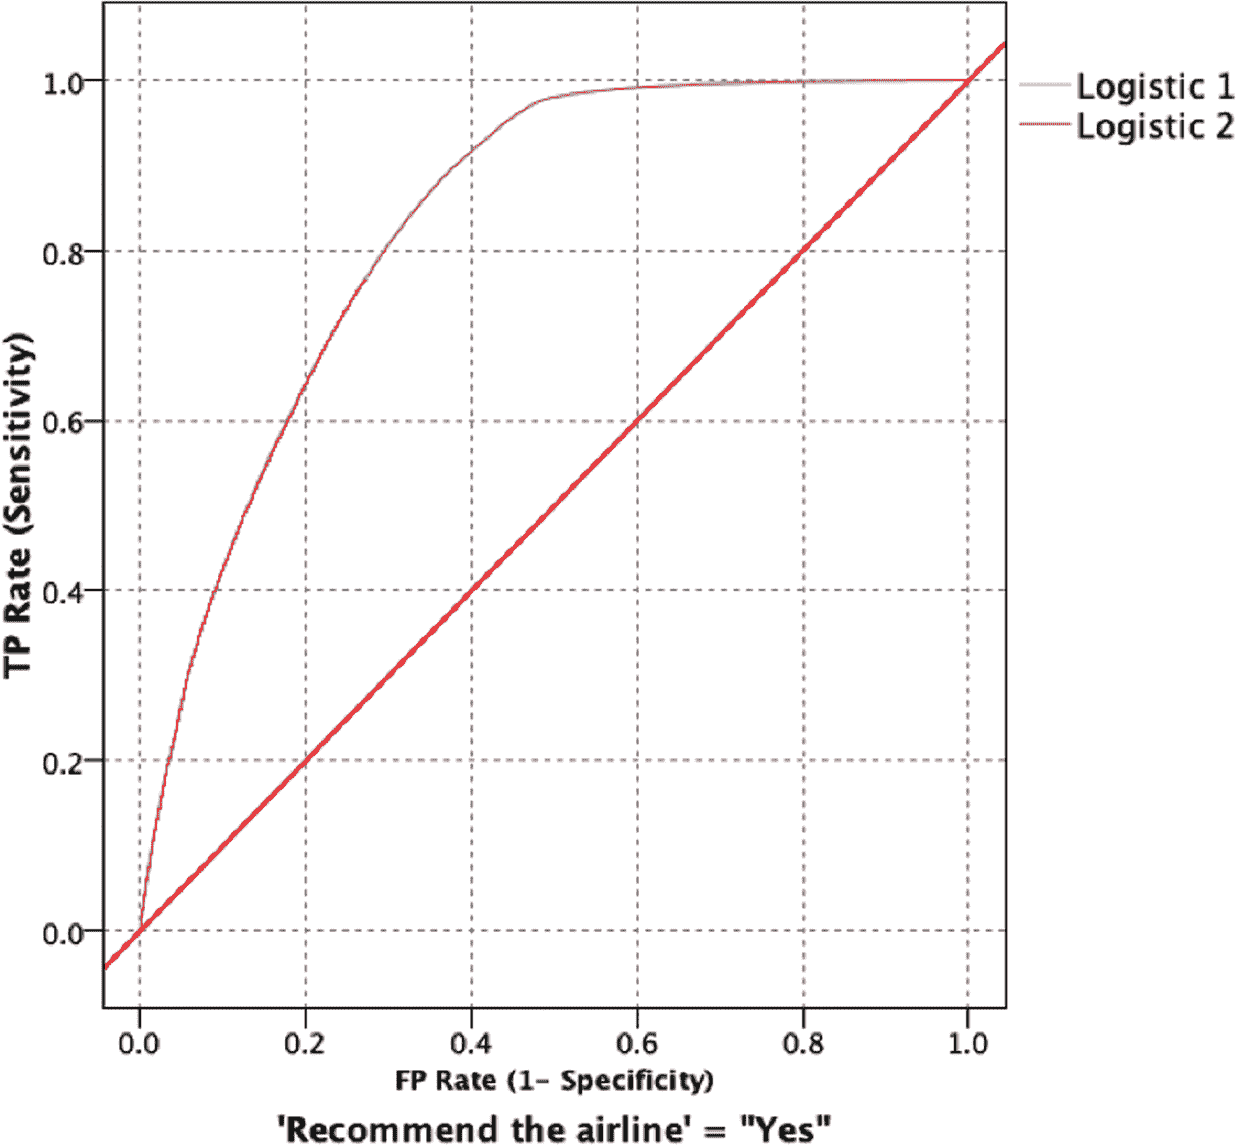 Logistic 1
Logistic 2
TP Rate (Sensitivity)
1.0
0.8
0.6
0.4
0.2
0.0
0.0 0.2 0.4 0.6 0.8 1.0
FP Rate (1- Specificity)
'Recommend the airline' = "Yes"